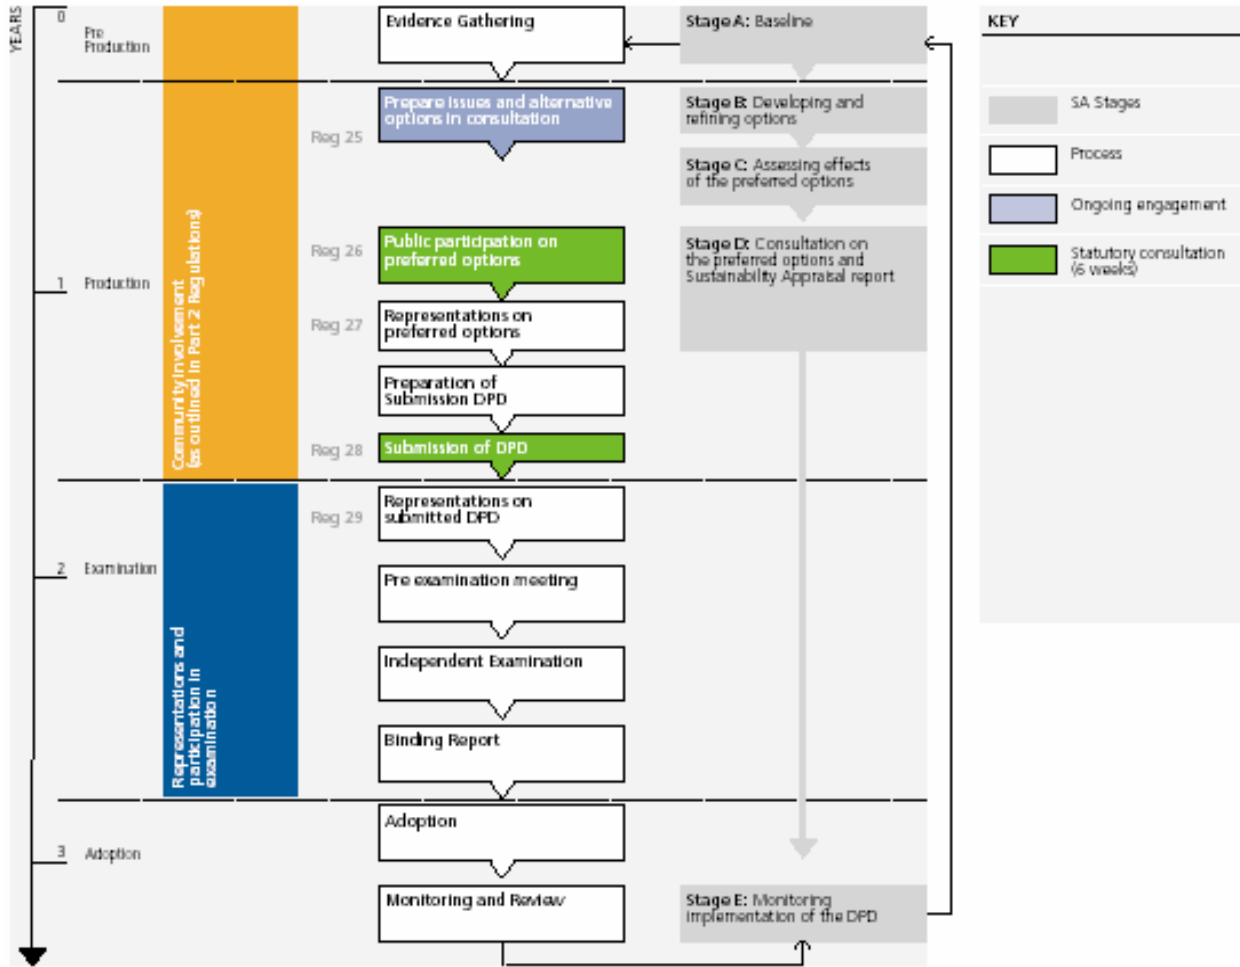 YEARS
0
Pre
Production
1
Production
2
Examination
3
Adoption
Community Involvement
(as outlined in Part 2 Regulations)
Representations and
participation in
examination
Reg 25
Reg 26
Reg 27
Reg 28
Reg 29
Evidence Gathering
Prepare issues and alternative
options in consultation
Public participation on
preferred options
Representations on
preferred options
Preparation of
Submission DPD
Submission of DPD
Representations on
submitted DPD
Pre examination meeting
Independent Examination
Binding Report
Adoption
Monitoring and Review
Stage A: Baseline
Stage B: Developing and
refining options
Stage C: Assessing effects
of the preferred options
Stage D: Consultation on
the preferred options and
Sustainability Appraisal report
Stage E: Monitoring
implementation of the DPD
KEY
SA Stages
Process
Ongoing engagement
Statutory consultation
(6 weeks)